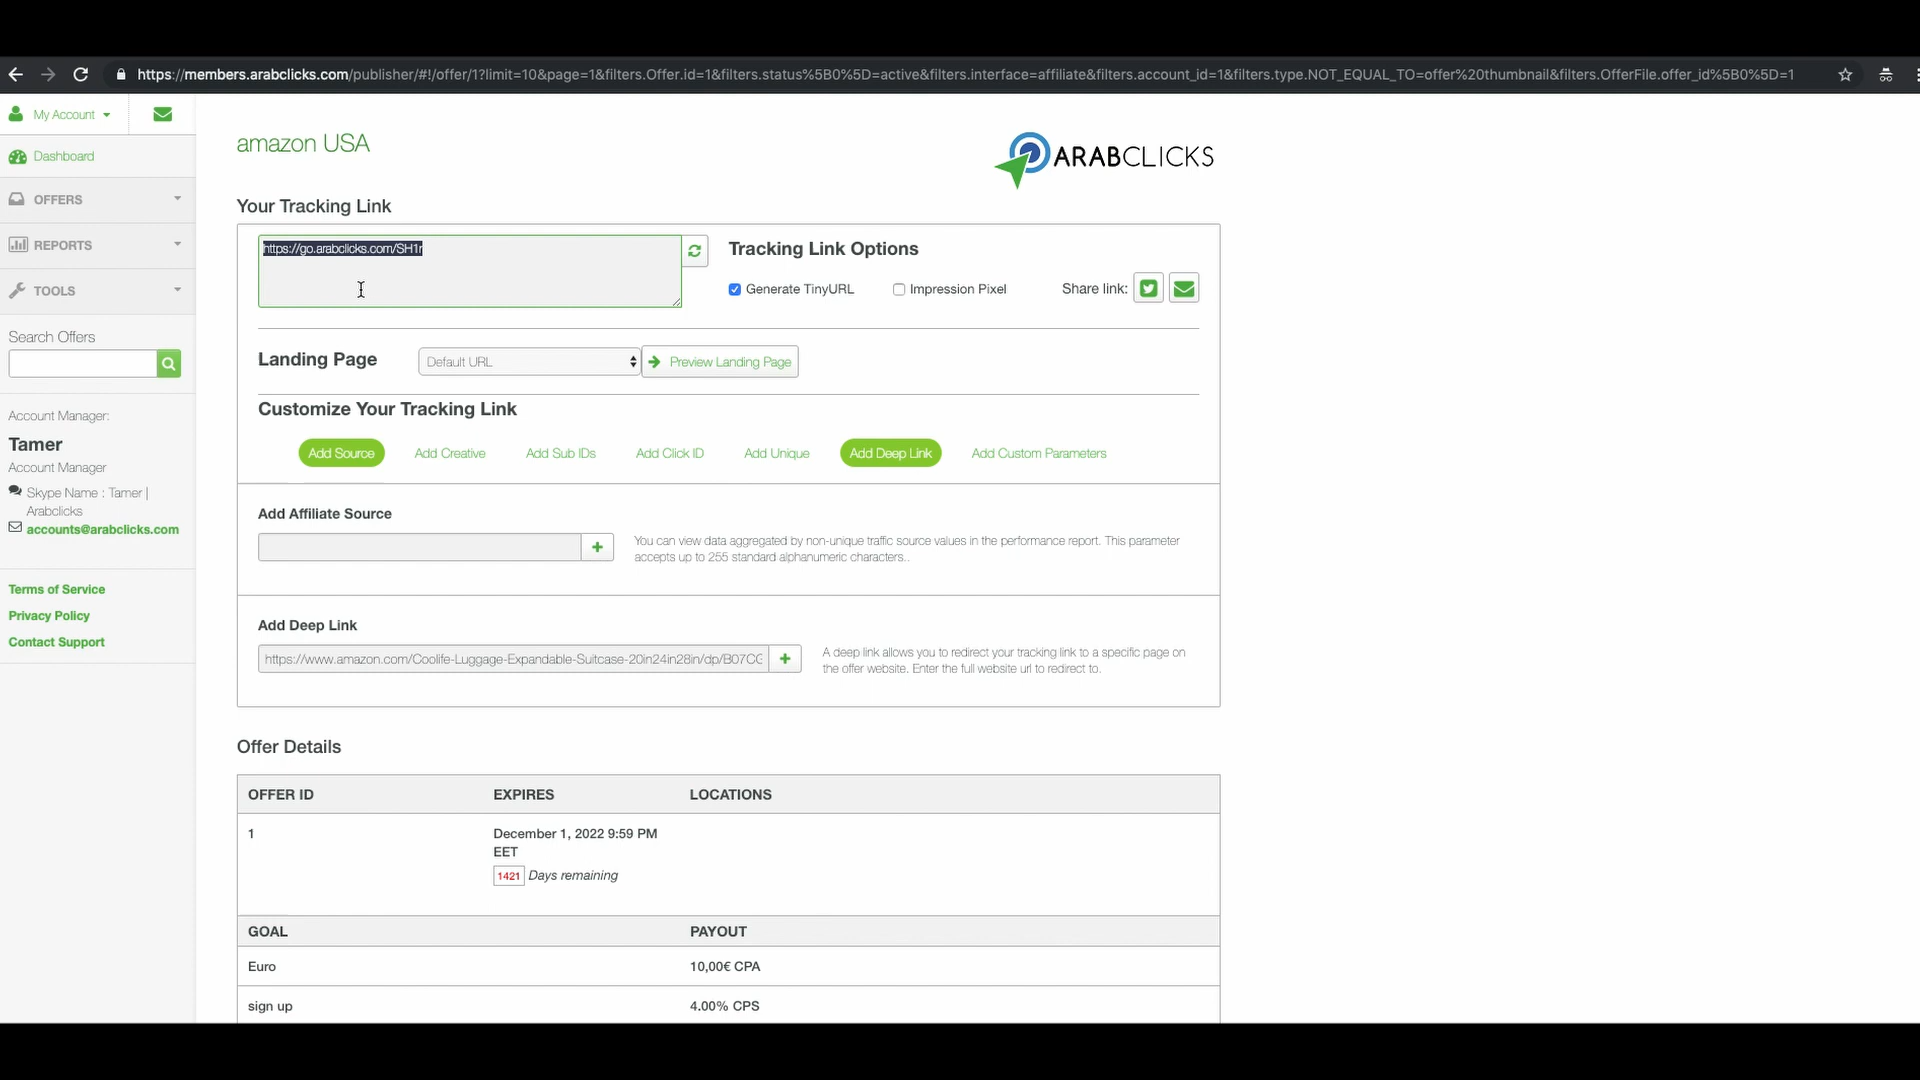 https://members.arabclicks.com/publisher/#!/offer/1?limit=10&page=1&filters.Offer.id=1&filters.status%5B0%5D=active&filters.interface=affiliate&filters.account_id=1&filters.type.NOT_EQUAL_TO=offer%20thumbnail&filters.OfferFile.offer_id%5B0%5D=1
My Account
Dashboard
OFFERS
REPORTS
TOOLS
Search Offers
Account Manager:
Tamer
Account Manager
Skype Name : Tamer |
Arabclicks
accounts@arabclicks.com
Terms of Service
Privacy Policy
Contact Support
amazon USA
ARABCLICKS
Your Tracking Link
https://go.arabclicks.com/SH1r
Tracking Link Options
Generate TinyURL
Impression Pixel
Share link:
Landing Page
Default URL
Preview Landing Page
Customize Your Tracking Link
Add Source
Add Creative
Add Sub IDs
Add Click ID
Add Unique
Add Deep Link
Add Custom Parameters
Add Affiliate Source
You can view data aggregated by non-unique traffic source values in the performance report. This parameter
accepts up to 255 standard alphanumeric characters..
Add Deep Link
https://www.amazon.com/Coolife-Luggage-Expandable-Suitcase-20in24in28in/dp/B07CG
A deep link allows you to redirect your tracking link to a specific page on
the offer website. Enter the full website url to redirect to.
Offer Details
OFFER ID
EXPIRES
LOCATIONS
1
December 1, 2022 9:59 PM
EET
1421 Days remaining
GOAL
PAYOUT
Euro
10,00€ CPA
sign up
4.00% CPS